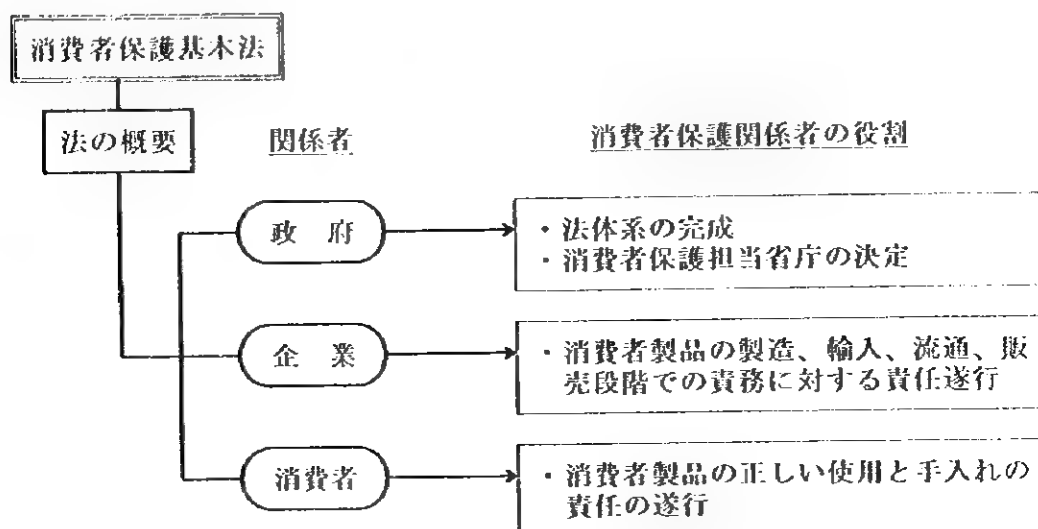 消費者保護基本法
法の概要
関係者
消費者保護関係者の役割
政 府
・法体系の完成
・消費者保護担当省庁の決定
企 業
・消費者製品の製造、輸入、流通、販
売段階での責務に対する責任遂行
消費者
・消費者製品の正しい使用と手入れの
責任の遂行